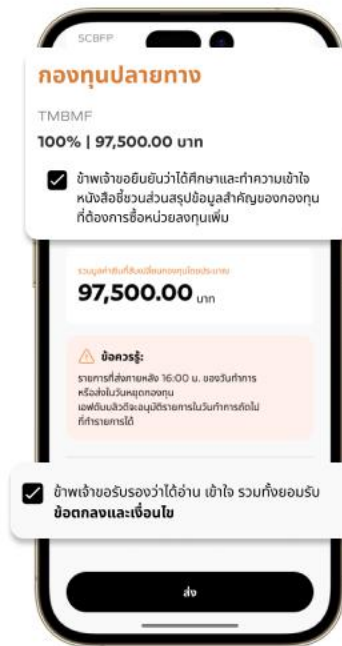 SCBFP
กองทุนปลายทาง
TMBMF
100% | 97,500.00 บาท
ข้าพเจ้าขอยืนยันว่าได้ศึกษาและทำความเข้าใจ
หนังสือชี้ชวนส่วนสรุปข้อมูลสำคัญของกองทุน
ที่ต้องการซื้อหน่วยลงทุนเพิ่ม
รวมมูลค่าเงินที่สับเปลี่ยนกองทุนโดยประมาณ
97,500.00 บาท
ข้อควรรู้:
รายการที่ส่งภายหลัง 16:00 น. ของวันทำการ
หรือส่งในวันหยุดกองทุน
เอฟดับบลิวดีจะอนุมัติรายการในวันทำการถัดไป
ที่ทำรายการได้
ข้าพเจ้าขอรับรองว่าได้อ่าน เข้าใจ รวมทั้งยอมรับ
ข้อตกลงและเงื่อนไข
ส่ง